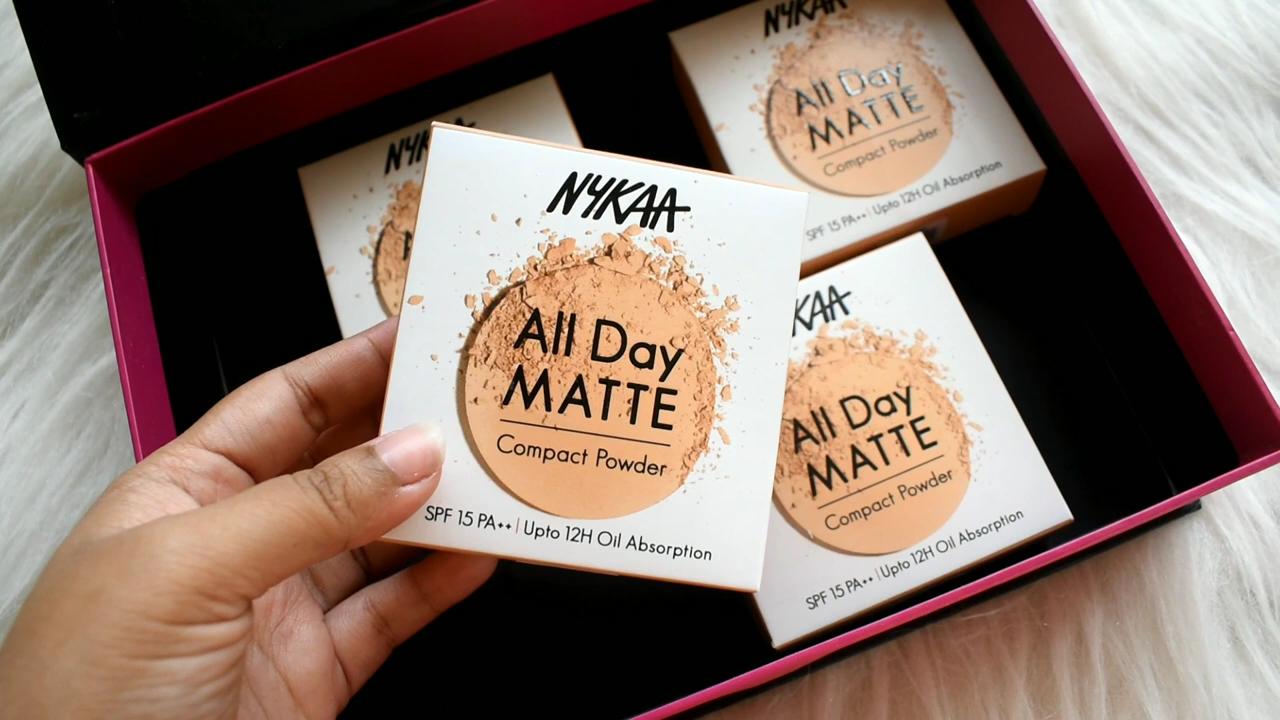 NYKAA
All Day
MATTE
Compact Powder
SPF 15 PA++ | Upto 12H Oil Absorption
NYKAA
All Day
MATTE
Compact Powder
SPF 15 PA++ | Upto 12H Oil Absorption
All Day
MATTE
Compact Powder
SPF 15 PA++ | Upto 12H Oil Absorption